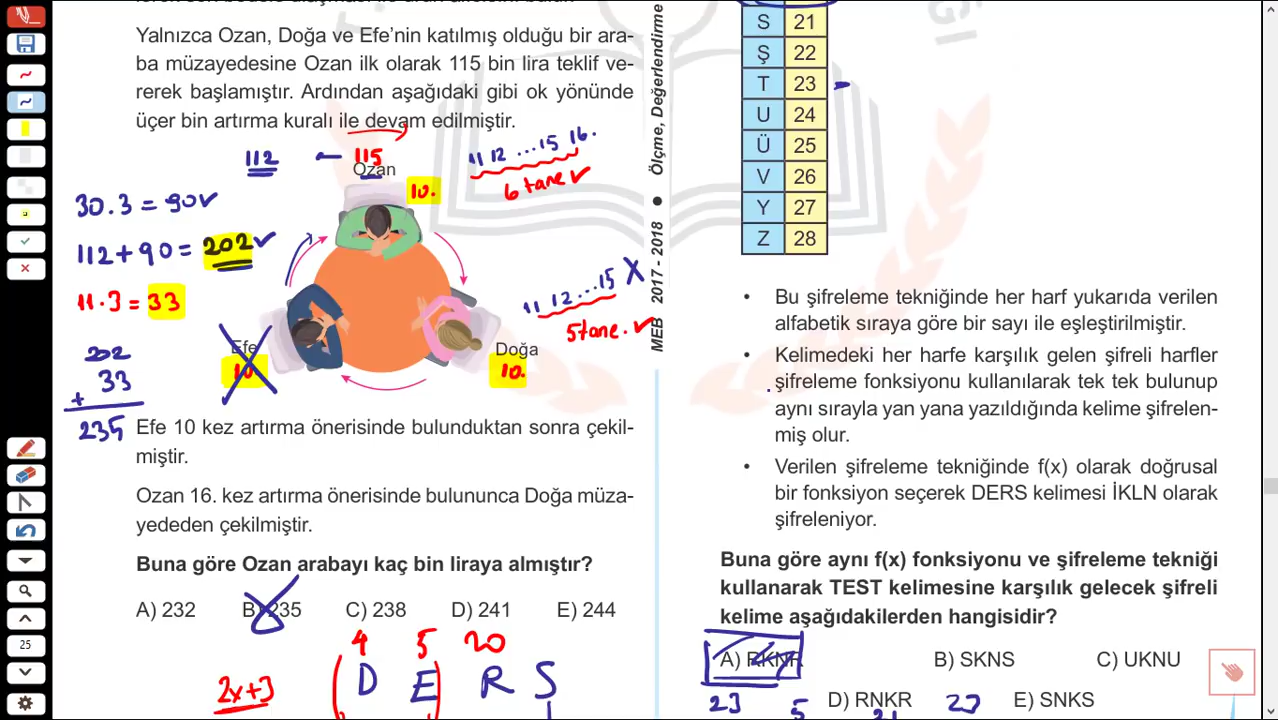 Yalnızca Ozan, Doğa ve Efe'nin katılmış olduğu bir ara-
ba müzayedesine Ozan ilk olarak 115 bin lira teklif ve-
rerek başlamıştır. Ardından aşağıdaki gibi ok yönünde
üçer bin artırma kuralı ile devam edilmiştir.
112 115
Ozan
10.
11 12 ... 15 16.
6 tane
30.3 = 90
112+90 = 202
11.3 = 33
202
+ 33
235
Efe
10
Doğa
10.
11 12 ... 15
5 tane.
Efe 10 kez artırma önerisinde bulunduktan sonra çekil-
miştir.
Ozan 16. kez artırma önerisinde bulununca Doğa müza-
yededen çekilmiştir.
Buna göre Ozan arabayı kaç bin liraya almıştır?
A) 232 B) 235 C) 238 D) 241 E) 244
4 5 20
2x+3 (D E) R S
MEB 2017 - 2018 ● Ölçme, Değerlendirme
S 21
Ş 22
T 23
U 24
Ü 25
V 26
Y 27
Z 28
• Bu şifreleme tekniğinde her harf yukarıda verilen
alfabetik sıraya göre bir sayı ile eşleştirilmiştir.
• Kelimedeki her harfe karşılık gelen şifreli harfler
şifreleme fonksiyonu kullanılarak tek tek bulunup
aynı sırayla yan yana yazıldığında kelime şifrelen-
miş olur.
• Verilen şifreleme tekniğinde f(x) olarak doğrusal
bir fonksiyon seçerek DERS kelimesi İKLN olarak
şifreleniyor.
Buna göre aynı f(x) fonksiyonu ve şifreleme tekniği
kullanarak TEST kelimesine karşılık gelecek şifreli
kelime aşağıdakilerden hangisidir?
A) RKNR B) SKNS C) UKNU
D) RNKR E) SNKS
23 5 21 23
25